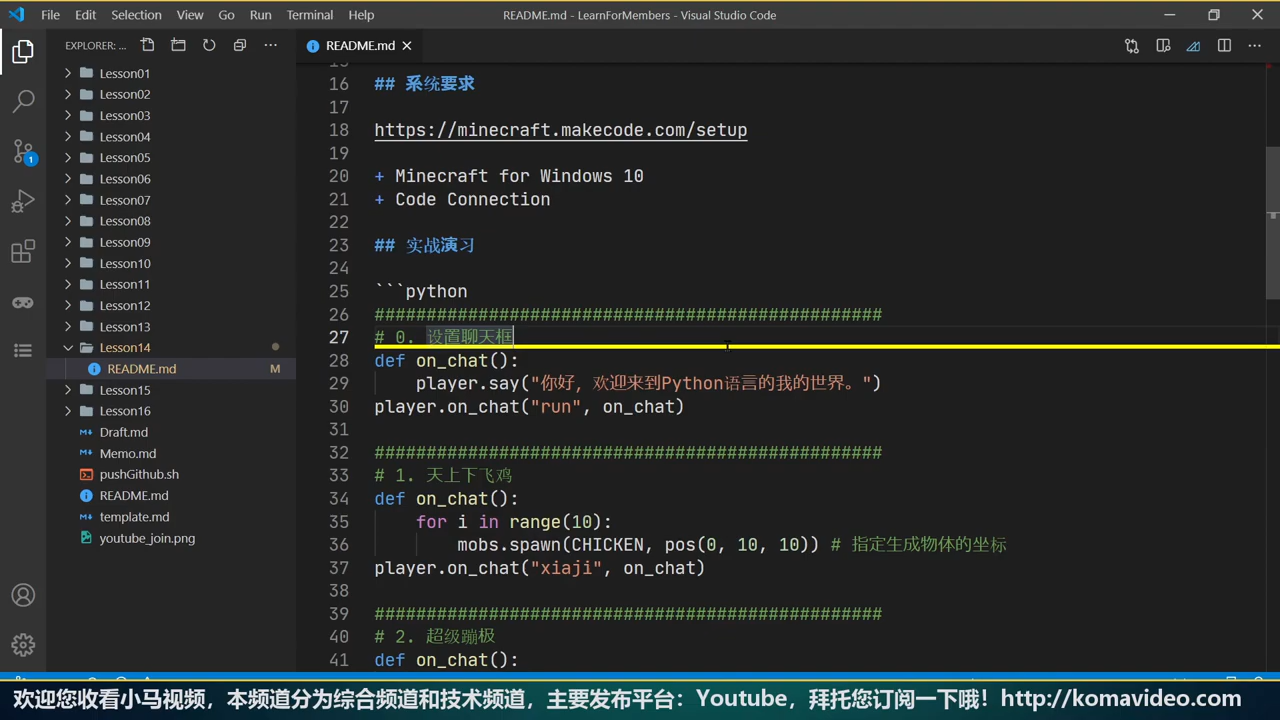 File Edit Selection View Go Run Terminal Help README.md - LearnForMembers - Visual Studio Code
EXPLORER: ...
README.md
Lesson01
Lesson02
Lesson03
Lesson04
Lesson05
Lesson06
Lesson07
Lesson08
Lesson09
Lesson10
Lesson11
Lesson12
Lesson13
Lesson14
README.md M
Lesson15
Lesson16
Draft.md
Memo.md
pushGithub.sh
README.md
template.md
youtube_join.png
1
16 ## 系统要求
17
18 https://minecraft.makecode.com/setup
19
20 + Minecraft for Windows 10
21 + Code Connection
22
23 ## 实战演习
24
25 ```python
26 #################################################
27 # 0. 设置聊天框
28 def on_chat():
29 player.say("你好，欢迎来到Python语言的我的世界。")
30 player.on_chat("run", on_chat)
31
32 #################################################
33 # 1. 天上下飞鸡
34 def on_chat():
35 for i in range(10):
36 mobs.spawn(CHICKEN, pos(0, 10, 10)) # 指定生成物体的坐标
37 player.on_chat("xiaji", on_chat)
38
39 #################################################
40 # 2. 超级蹦极
41 def on_chat():
欢迎您收看小马视频，本频道分为综合频道和技术频道，主要发布平台：Youtube，拜托您订阅一下哦！http://komavideo.com